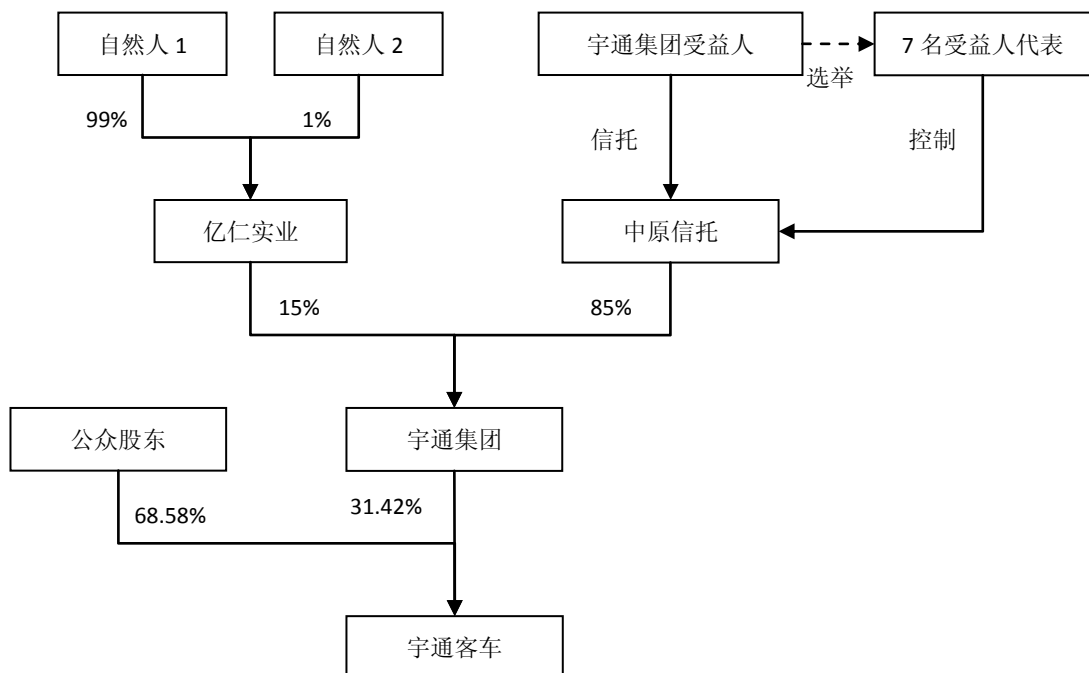 自然人 1
自然人 2
宇通集团受益人
7 名受益人代表
选举
99%
1%
信托
控制
亿仁实业
中原信托
15%
85%
公众股东
宇通集团
68.58%
31.42%
宇通客车